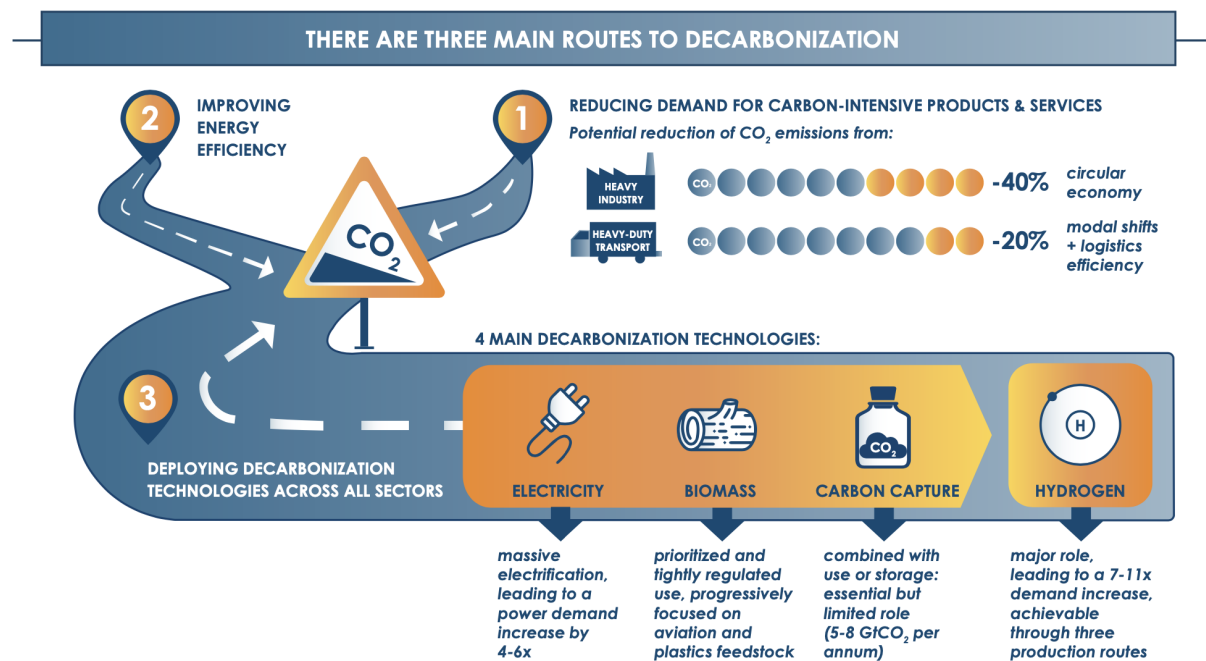 THERE ARE THREE MAIN ROUTES TO DECARBONIZATION
1
REDUCING DEMAND FOR CARBON-INTENSIVE PRODUCTS & SERVICES
Potential reduction of CO₂ emissions from:
HEAVY
INDUSTRY
CO₂
-40%
circular
economy
HEAVY-DUTY
TRANSPORT
CO₂
-20%
modal shifts
+ logistics
efficiency
2
IMPROVING
ENERGY
EFFICIENCY
CO₂
3
DEPLOYING DECARBONIZATION
TECHNOLOGIES ACROSS ALL SECTORS
4 MAIN DECARBONIZATION TECHNOLOGIES:
ELECTRICITY
massive
electrification,
leading to a
power demand
increase by
4-6x
BIOMASS
prioritized and
tightly regulated
use, progressively
focused on
aviation and
plastics feedstock
CO₂
CARBON CAPTURE
combined with
use or storage:
essential but
limited role
(5-8 GtCO₂ per
annum)
H
HYDROGEN
major role,
leading to a 7-11x
demand increase,
achievable
through three
production routes